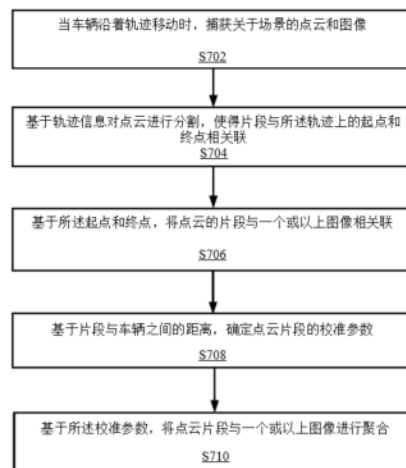 当车辆沿着轨迹移动时，捕获关于场景的点云和图像
S702
基于轨迹信息对点云进行分割，使得片段与所述轨迹上的起点和
终点相关联
S704
基于所述起点和终点，将点云的片段与一个或以上图像相关联
S706
基于片段与车辆之间的距离，确定点云片段的校准参数
S708
基于所述校准参数，将点云片段与一个或以上图像进行聚合
S710